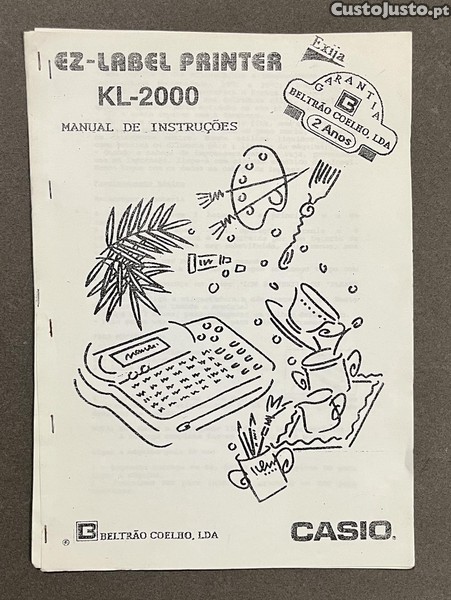 CustoJusto.pt
EZ-LABEL PRINTER
KL-2000
MANUAL DE INSTRUÇÕES
Exija
GARANTIA
B
BELTRÃO COELHO, LDA
2 Anos
B BELTRÃO COELHO, LDA
CASIO®